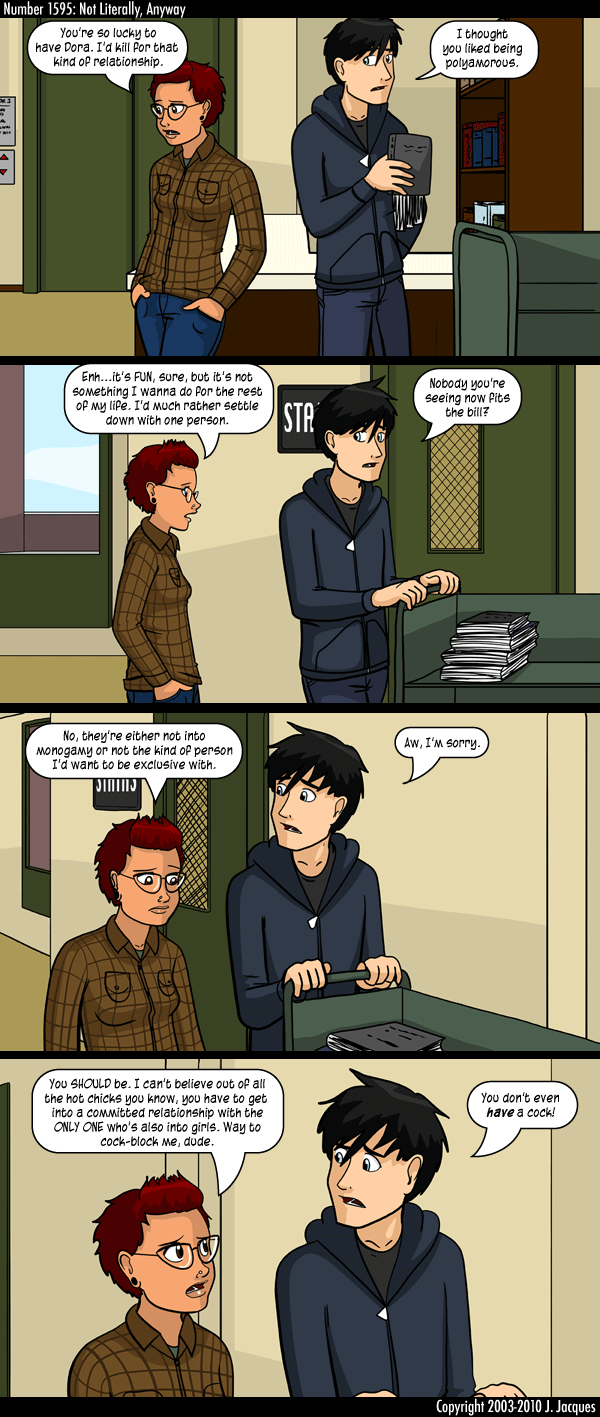 Number 1595: Not Literally, Anyway
You're so lucky to
have Dora. I'd kill for that
kind of relationship.
I thought
you liked being
polyamorous.
Enh...it's FUN, sure, but it's not
something I wanna do for the rest
of my life. I'd much rather settle
down with one person.
STA
Nobody you're
seeing now fits
the bill?
No, they're either not into
monogamy or not the kind of person
I'd want to be exclusive with.
Aw, I'm sorry.
You SHOULD be. I can't believe out of all
the hot chicks you know, you have to get
into a committed relationship with the
ONLY ONE who's also into girls. Way to
cock-block me, dude.
You don't even
have a cock!
Copyright 2003-2010 J. Jacques